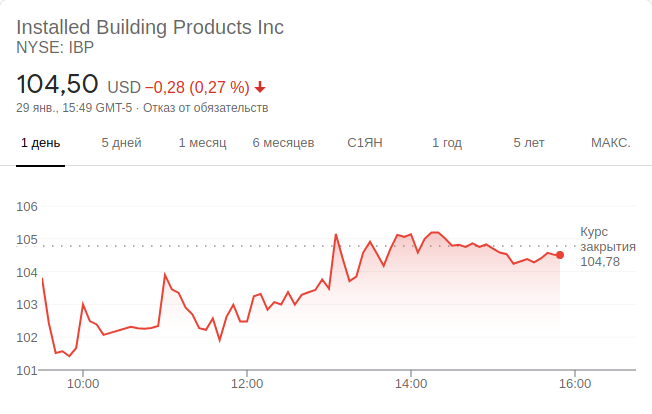 Installed Building Products Inc
NYSE: IBP
104,50 USD −0,28 (0,27 %)
29 янв., 15:49 GMT-5 · Отказ от обязательств
1 день 5 дней 1 месяц 6 месяцев С1ЯН 1 год 5 лет МАКС.
106
105
104
103
102
101
Курс
закрытия
104,78
10:00 12:00 14:00 16:00